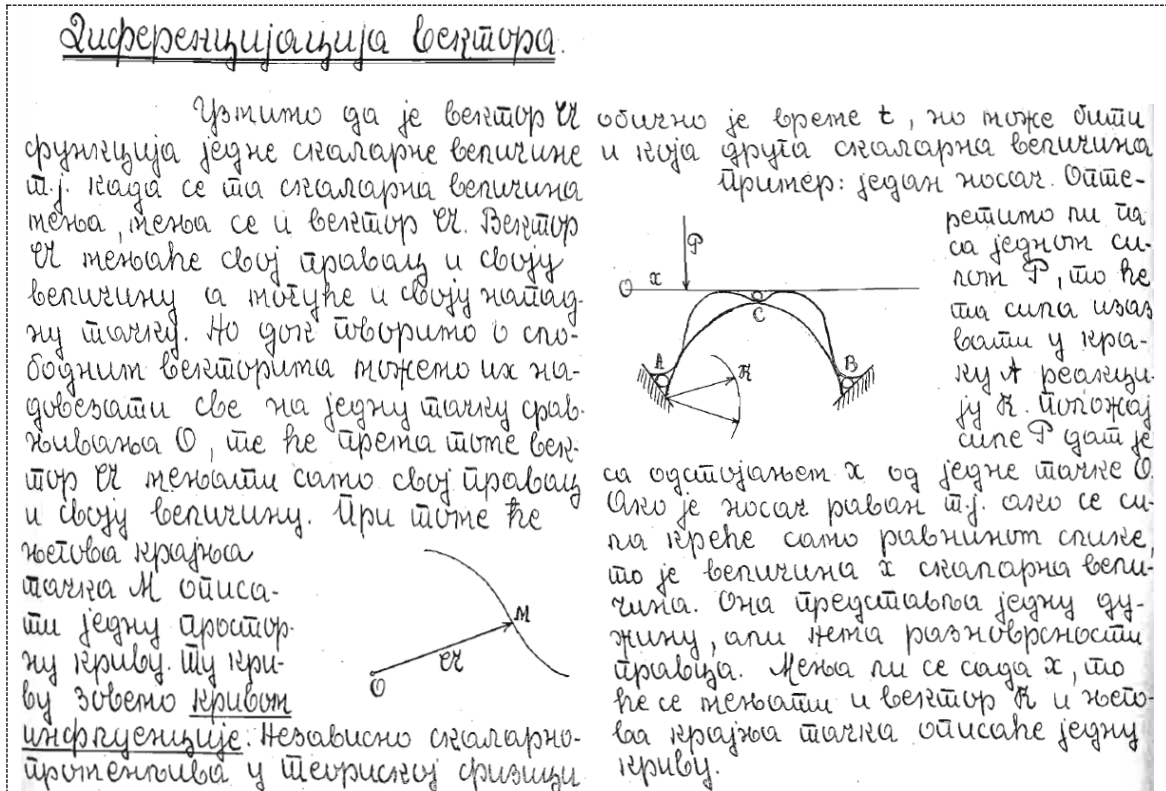 Диференцијација вектора.
Узмимо да је вектор 𝔄
функција једне скаларне величине
т.ј. када се та скаларна величина
мења, мења се и вектор 𝔄. Вектор
𝔄 мењаће свој правац и своју
величину а могуће и своју напад-
ну тачку. Но док говоримо о сло-
бодним векторима можемо их на-
довезати све на једну тачку срав-
њивања O, те ће према томе век-
тор 𝔄 мењати само свој правац
и своју величину. При томе ће
његова крајња
тачка M описа-
ти једну простор-
ну криву. Ту кри-
ву зовемо кривом
инфлуенције. Независно скаларно-
променљива у теориској физици
M
𝔄
O
обично је време t, но може бити
и која друга скаларна величина
Пример: један носач. Опте-
ретимо ли га
са једном си-
лом P, то ће
та сила изаз
вати у кра-
ку A реакци-
ју ℜ. положај
силе P дат је
P
O x
C
A
B
ℜ
са одстојањем x од једне тачке O.
Ако је носач раван т.ј. ако се си-
ла креће само равнином слике,
то је величина x скаларна вели-
чина. Она представља једну ду-
жину, али нема разноврсности
правца. Мења ли се сада x, то
ће се мењати и вектор ℜ и њего-
ва крајња тачка описаће једну
криву.